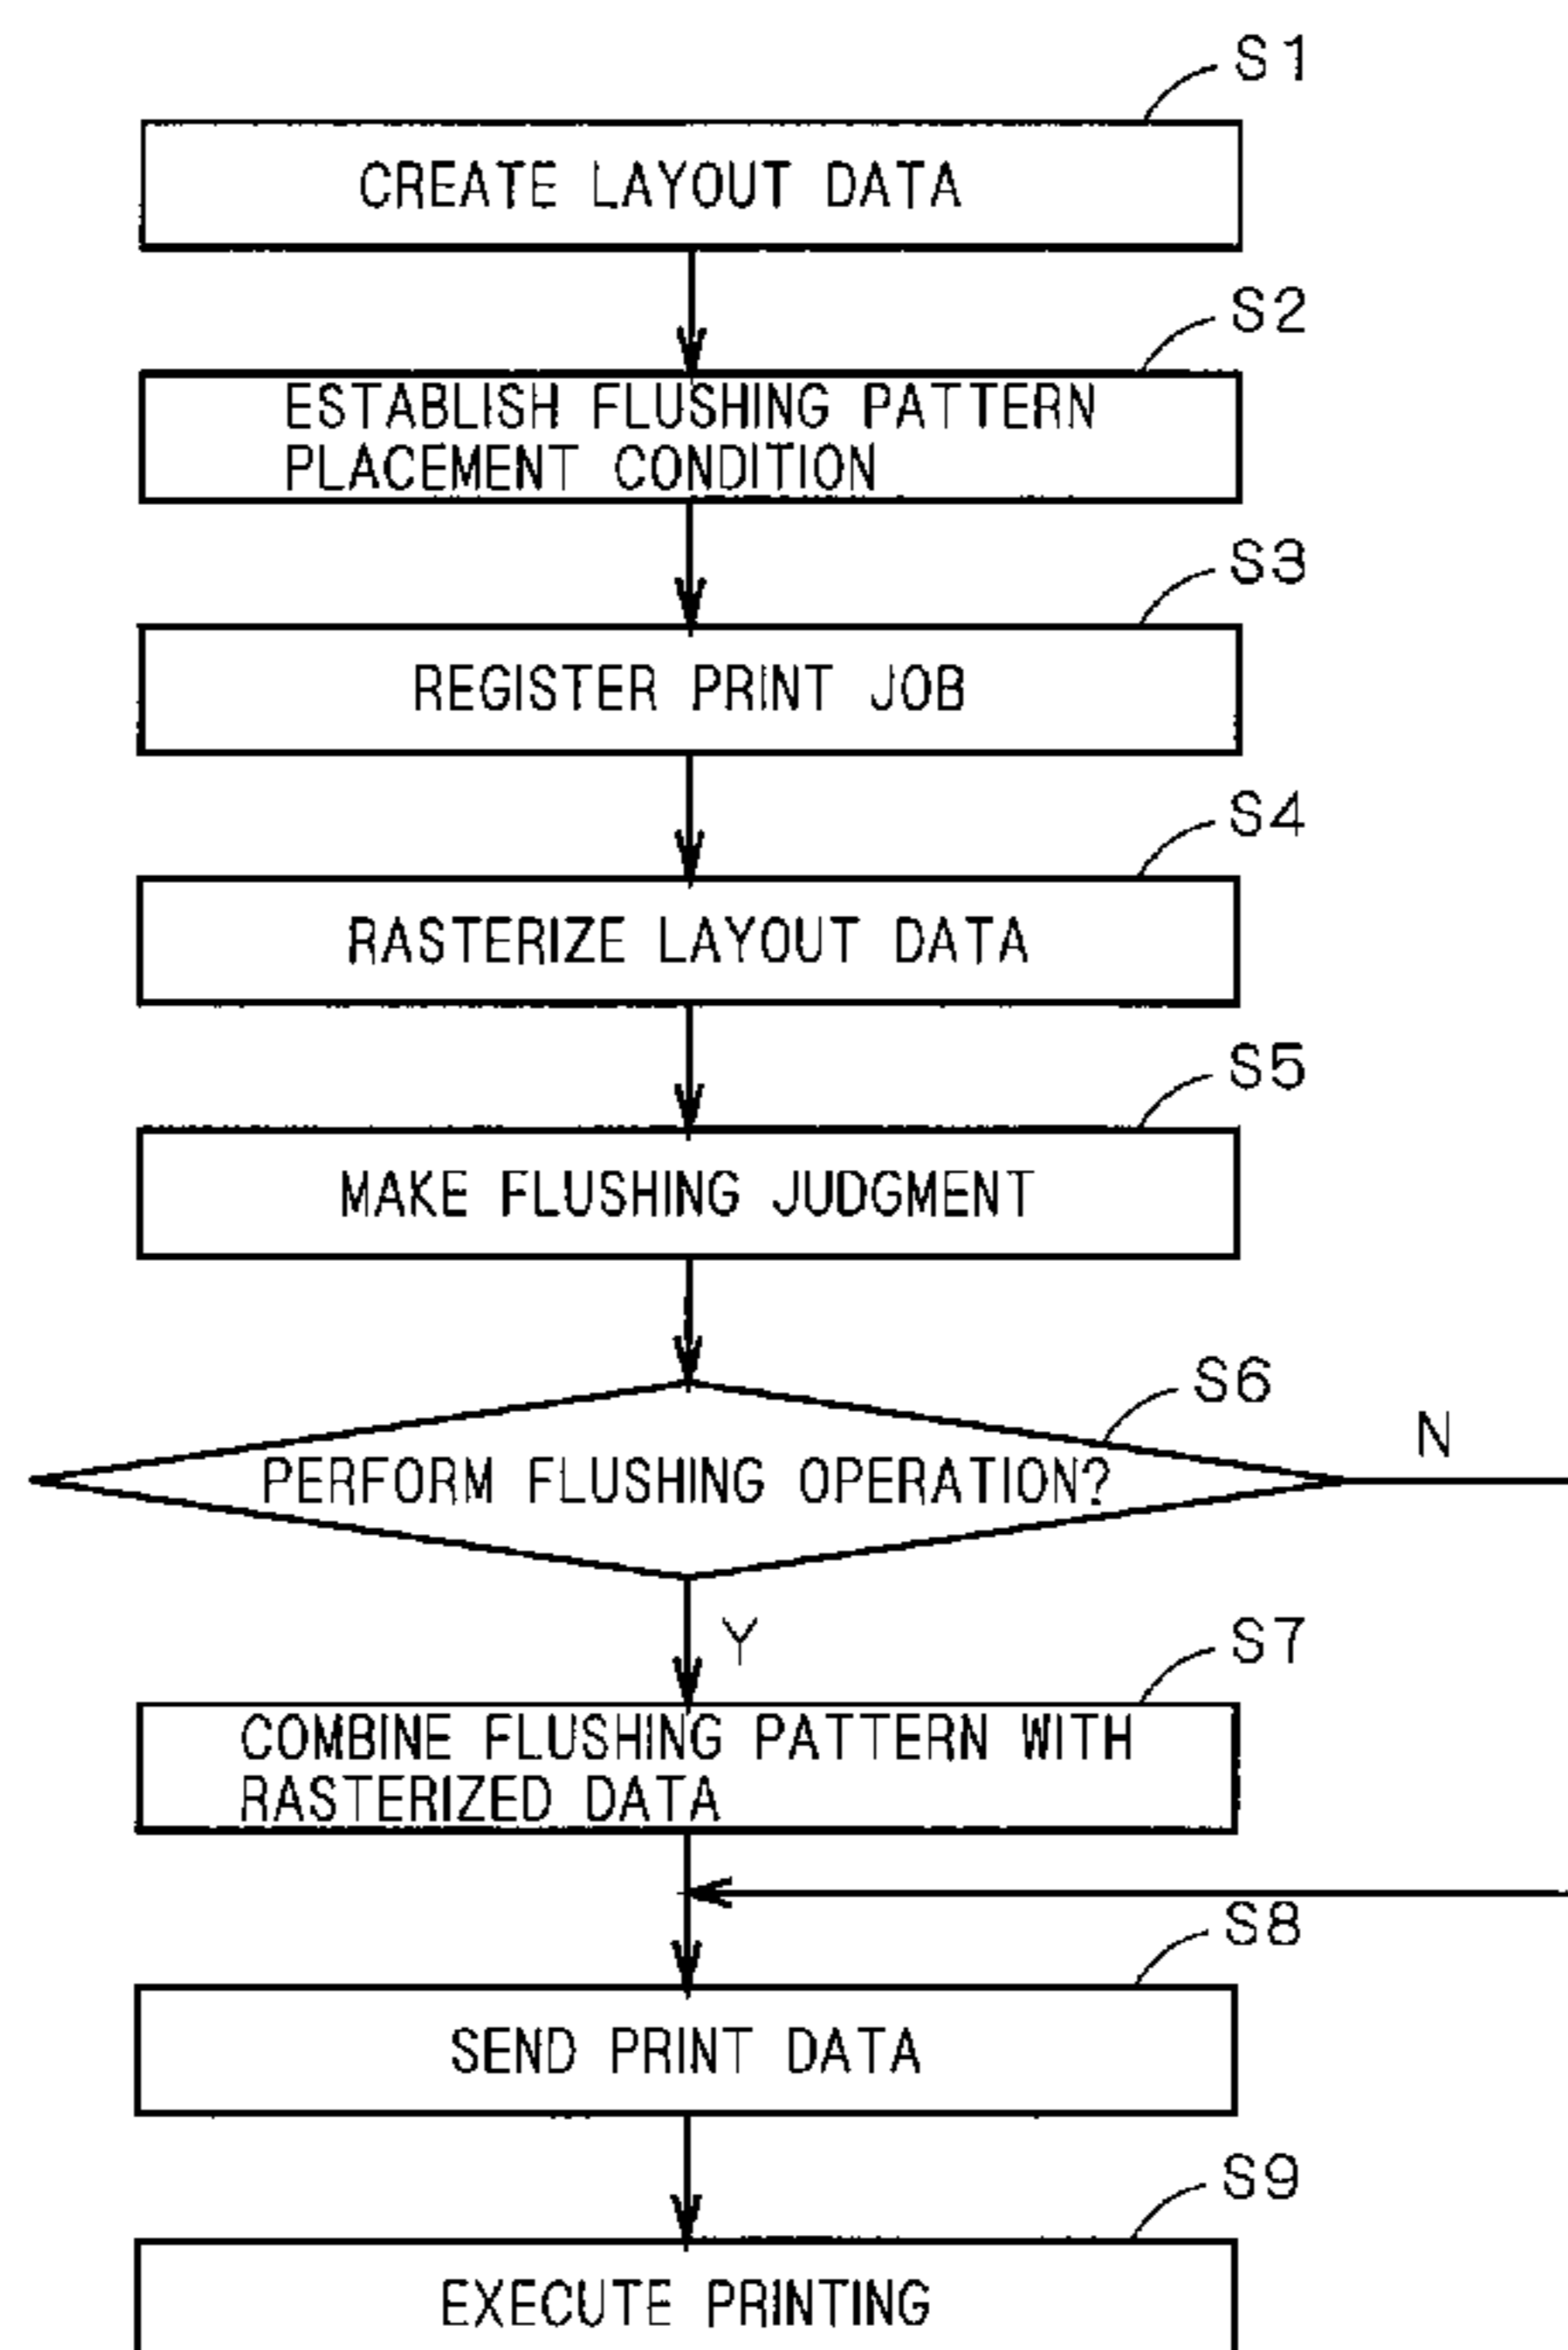 S1
CREATE LAYOUT DATA
S2
ESTABLISH FLUSHING PATTERN
PLACEMENT CONDITION
S3
REGISTER PRINT JOB
S4
RASTERIZE LAYOUT DATA
S5
MAKE FLUSHING JUDGMENT
S6
N
PERFORM FLUSHING OPERATION?
Y
S7
COMBINE FLUSHING PATTERN WITH
RASTERIZED DATA
S8
SEND PRINT DATA
S9
EXECUTE PRINTING